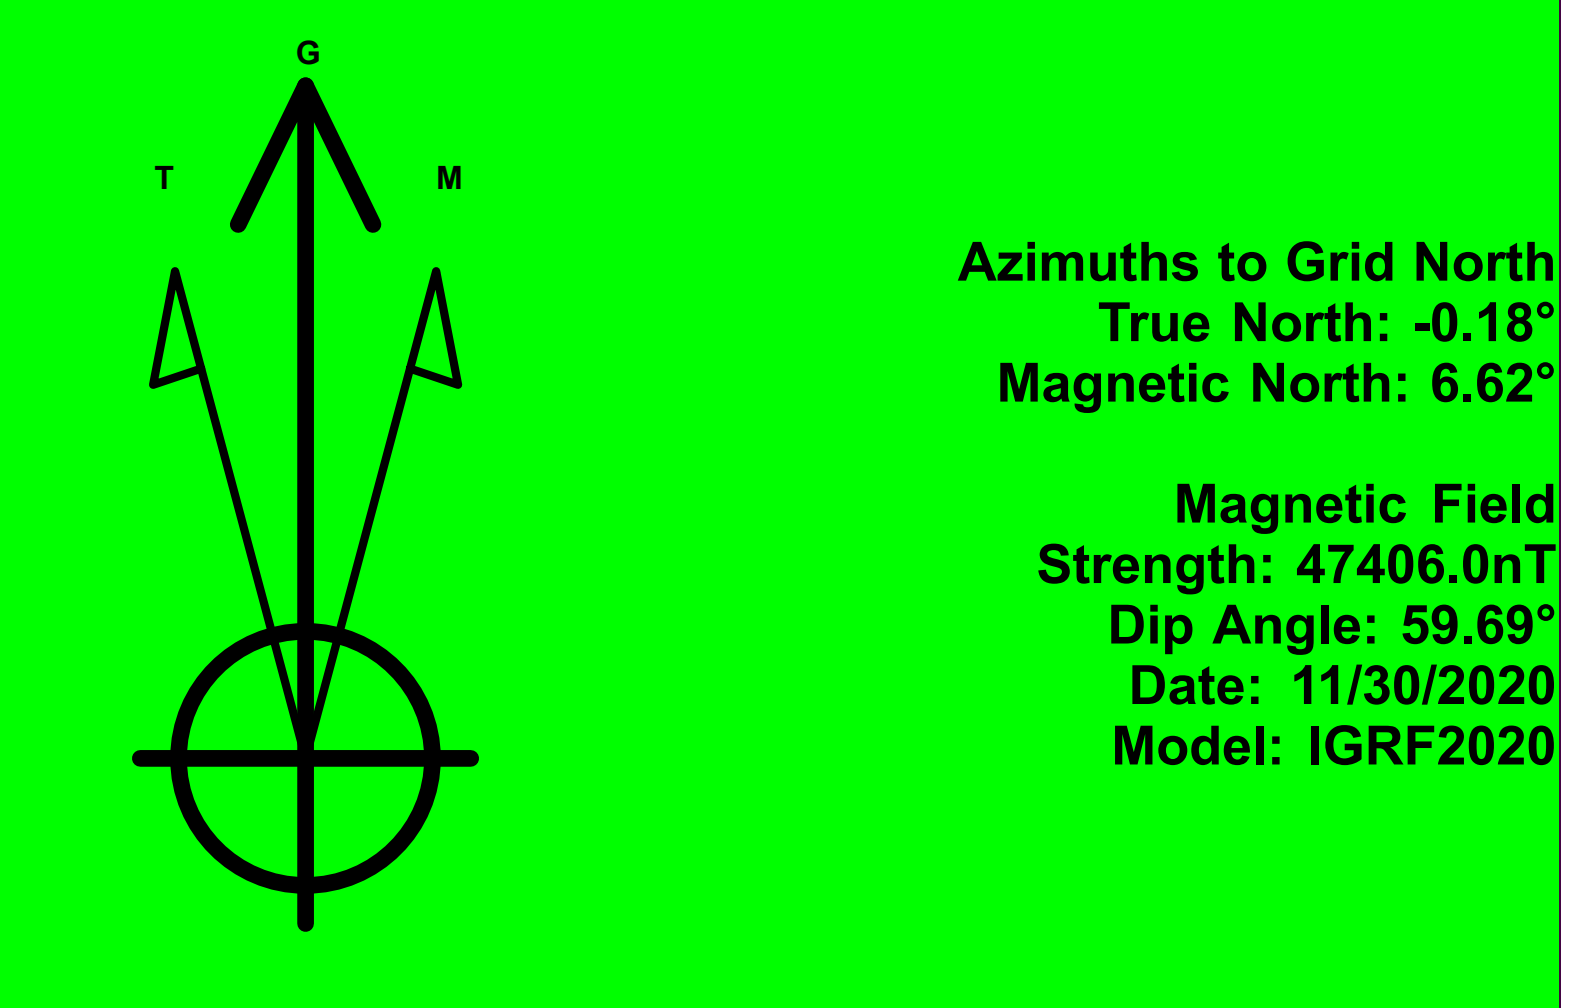 G
T
M
Azimuths to Grid North
True North: -0.18°
Magnetic North: 6.62°
Magnetic Field
Strength: 47406.0nT
Dip Angle: 59.69°
Date: 11/30/2020
Model: IGRF2020